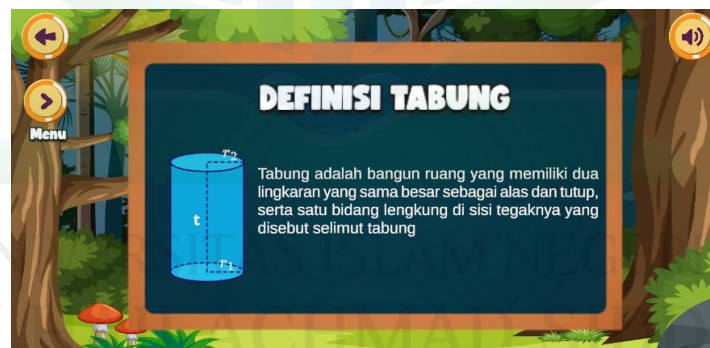 DEFINISI TABUNG
Menu
r₂
Tabung adalah bangun ruang yang memiliki dua
lingkaran yang sama besar sebagai alas dan tutup,
serta satu bidang lengkung di sisi tegaknya yang
disebut selimut tabung
t
r₁